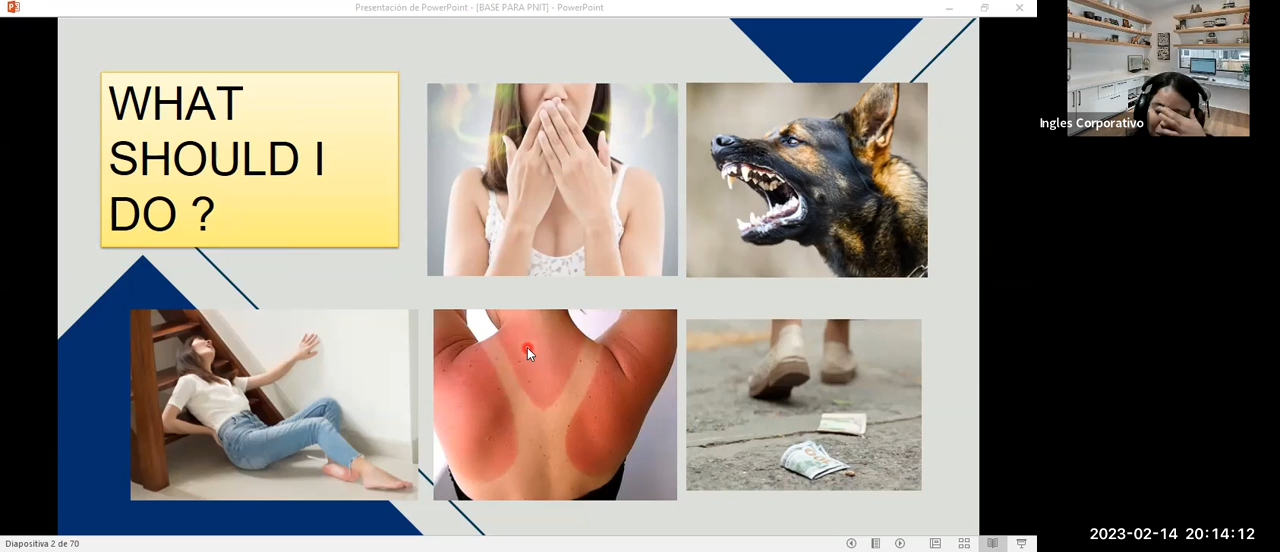 Presentación de PowerPoint - [BASE PARA PNIT] - PowerPoint
WHAT
SHOULD I
DO ?
Ingles Corporativo
2023-02-14 20:14:12
Diapositiva 2 de 70